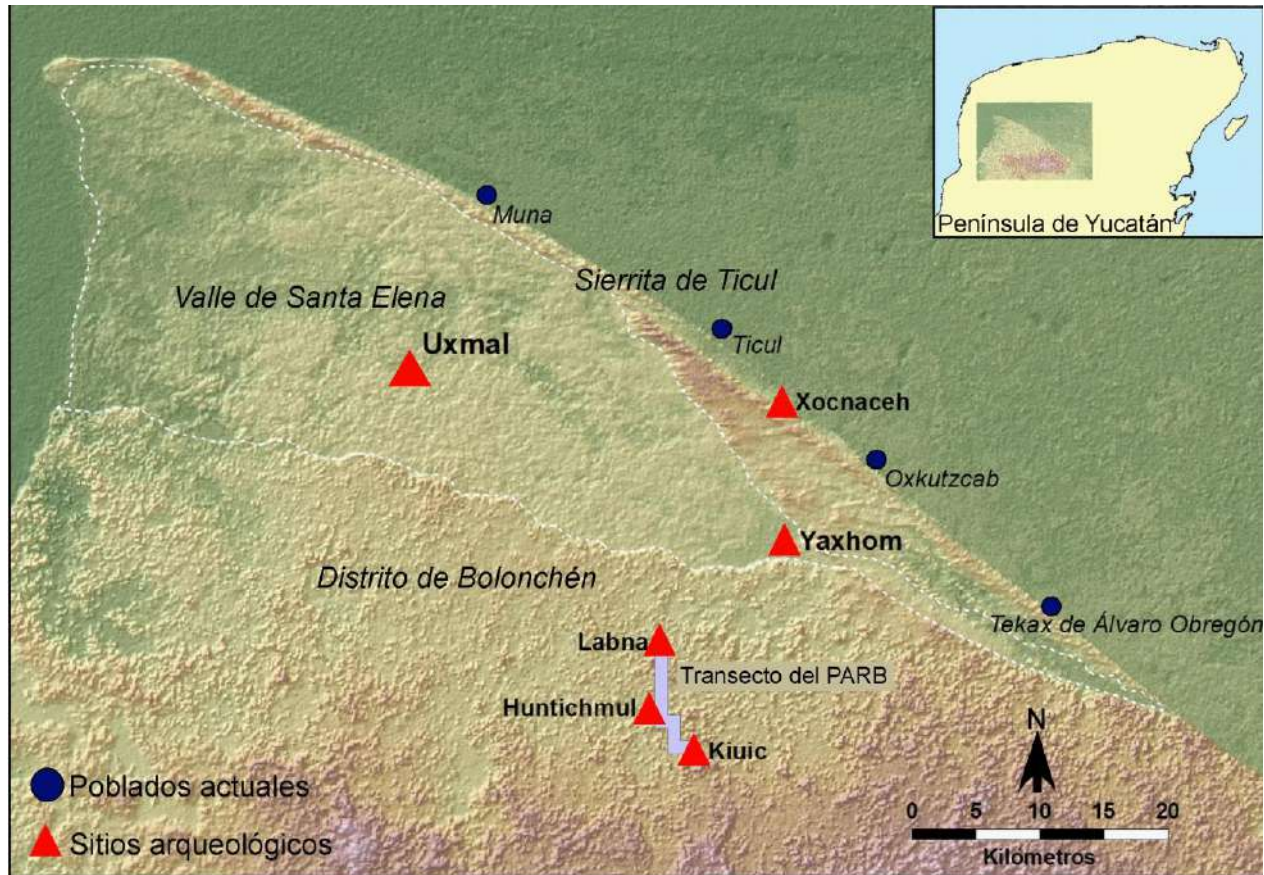 Península de Yucatán
Muna
Sierrita de Ticul
Valle de Santa Elena
Uxmal
Ticul
Xocnaceh
Oxkutzcab
Yaxhom
Distrito de Bolonchén
Tekax de Álvaro Obregón
Labna
Transecto del PARB
Huntichmul
Kiuic
N
Poblados actuales
Sitios arqueológicos
0 5 10 15 20
Kilometros